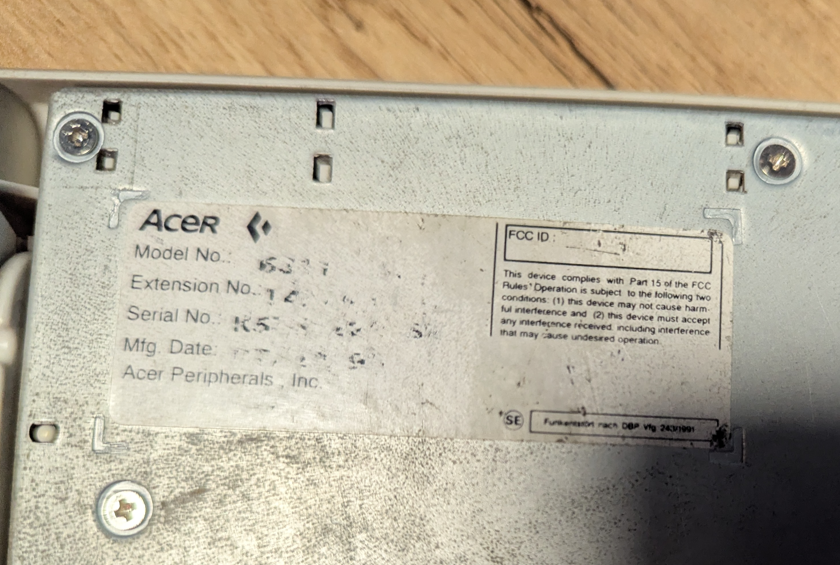 ACER
Model No.:
Extension No.:
Serial No.:
Mfg. Date:
Acer Peripherals , Inc.
FCC ID :
This device complies with Part 15 of the FCC
Rules Operation is subject to the following two
conditions: (1) this device may not cause harm-
ful interference and (2) this device must accept
any interference received, including interference
that may cause undesired operation.
SE
Funkentstört nach DBP Vfg 243/1991